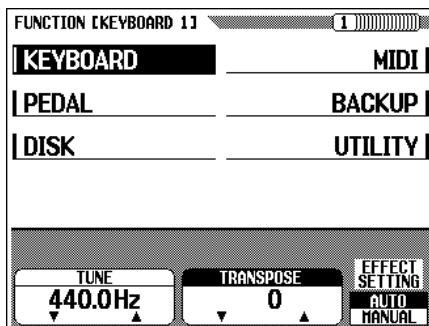 FUNCTION [KEYBOARD 1] 1
KEYBOARD MIDI
PEDAL BACKUP
DISK UTILITY
EFFECT
TUNE TRANSPOSE SETTING
440.0Hz 0 AUTO
MANUAL